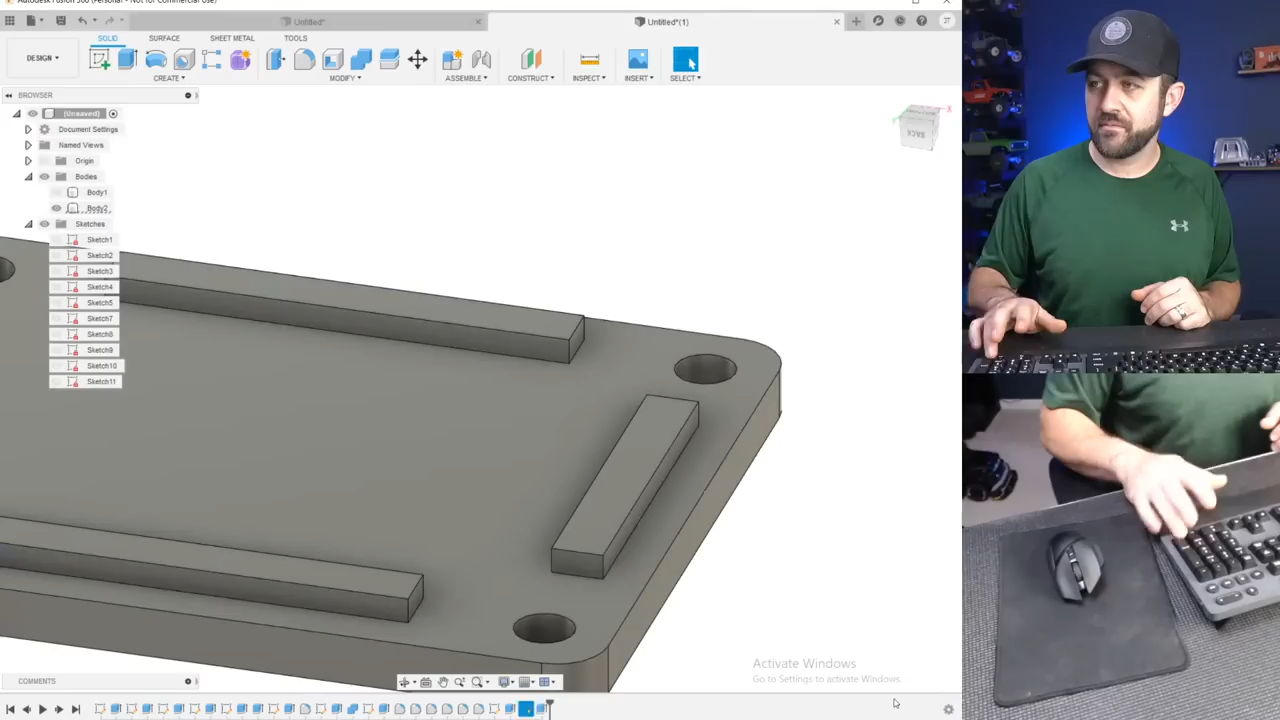 Autodesk Fusion 360 (Personal - Not for Commercial Use)
Untitled*
Untitled*(1)
JT
SOLID
SURFACE
SHEET METAL
TOOLS
DESIGN
CREATE
MODIFY
ASSEMBLE
CONSTRUCT
INSPECT
INSERT
SELECT
BROWSER
(Unsaved)
Document Settings
Named Views
Origin
Bodies
Body1
Body2
Sketches
Sketch1
Sketch2
Sketch3
Sketch4
Sketch5
Sketch7
Sketch8
Sketch9
Sketch10
Sketch11
BACK
X
Activate Windows
Go to Settings to activate Windows.
COMMENTS